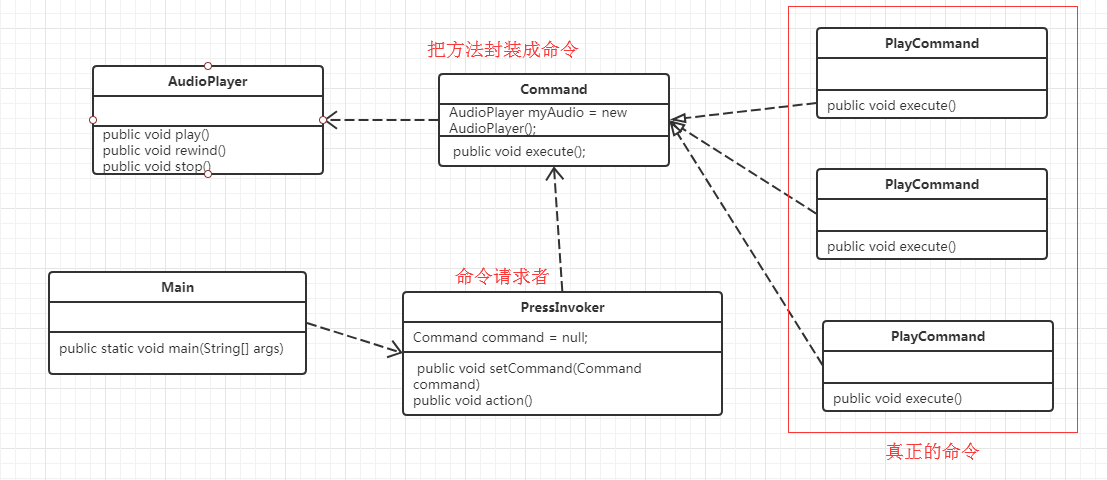 把方法封装成命令
AudioPlayer
public void play()
public void rewind()
public void stop()
Command
AudioPlayer myAudio = new
AudioPlayer();
public void execute();
PlayCommand
public void execute()
PlayCommand
public void execute()
PlayCommand
public void execute()
真正的命令
Main
public static void main(String[] args)
命令请求者
PressInvoker
Command command = null;
public void setCommand(Command
command)
public void action()